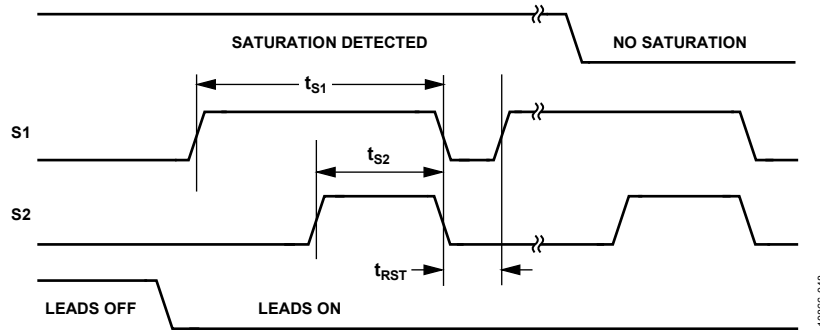 SATURATION DETECTED
NO SATURATION
tS1
S1
tS2
S2
tRST
LEADS OFF
LEADS ON